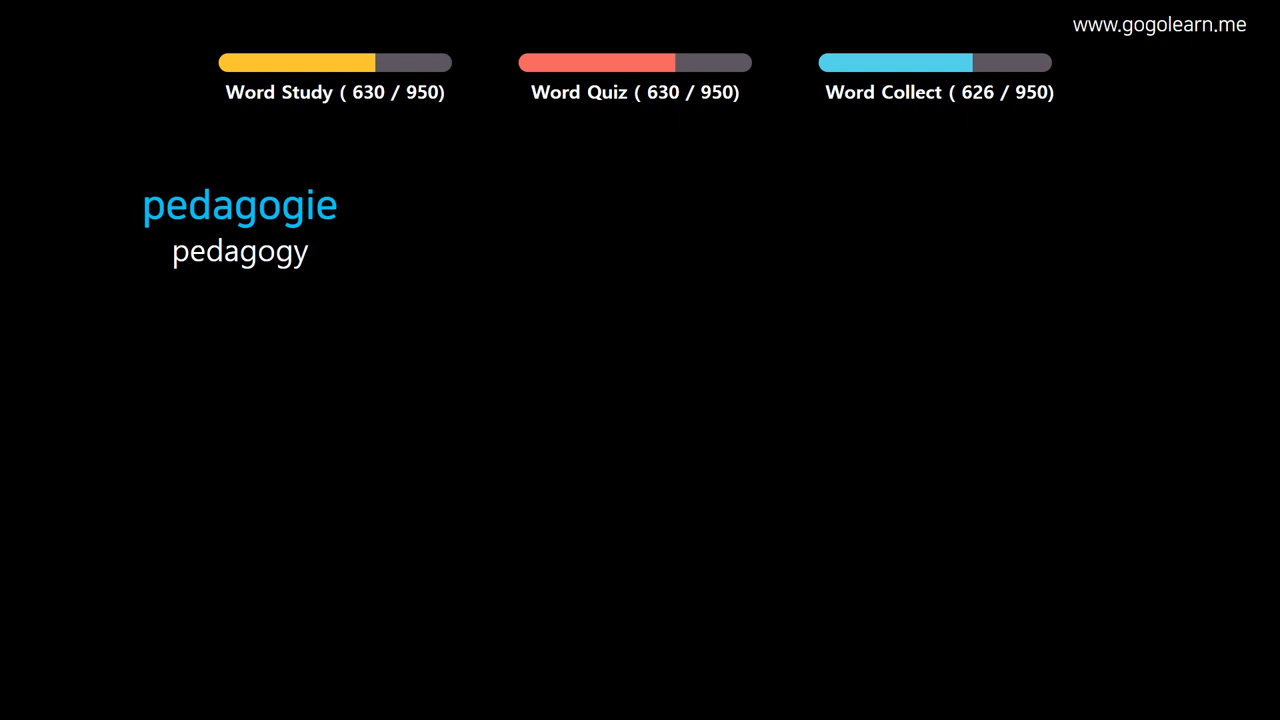 www.gogolearn.me
Word Study ( 630 / 950)
Word Quiz ( 630 / 950)
Word Collect ( 626 / 950)
pedagogie
pedagogy